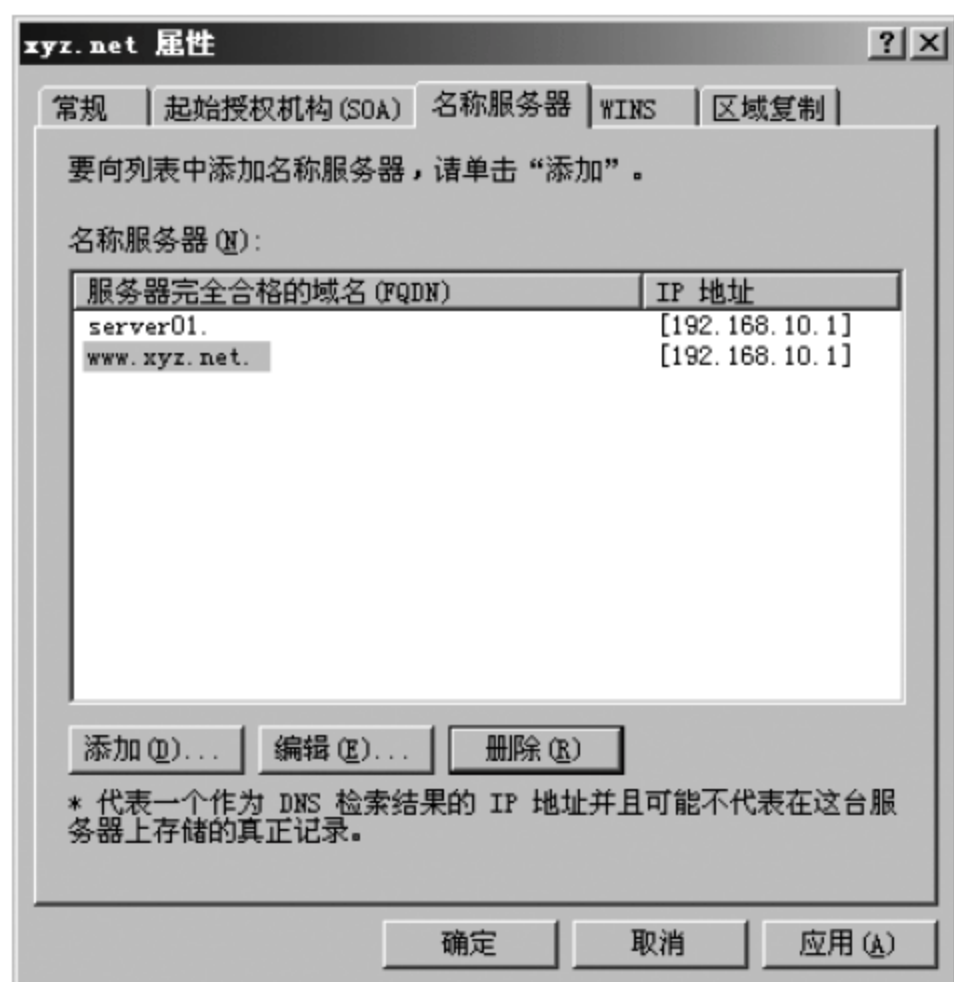 xyz.net 属性
常规 起始授权机构(SOA) 名称服务器 WINS 区域复制
要向列表中添加名称服务器，请单击“添加”。
名称服务器(N):
服务器完全合格的域名(FQDN) IP 地址
server01. [192.168.10.1]
www.xyz.net. [192.168.10.1]
添加(D)... 编辑(E)... 删除(R)
* 代表一个作为 DNS 检索结果的 IP 地址并且可能不代表在这台服
务器上存储的真正记录。
确定 取消 应用(A)